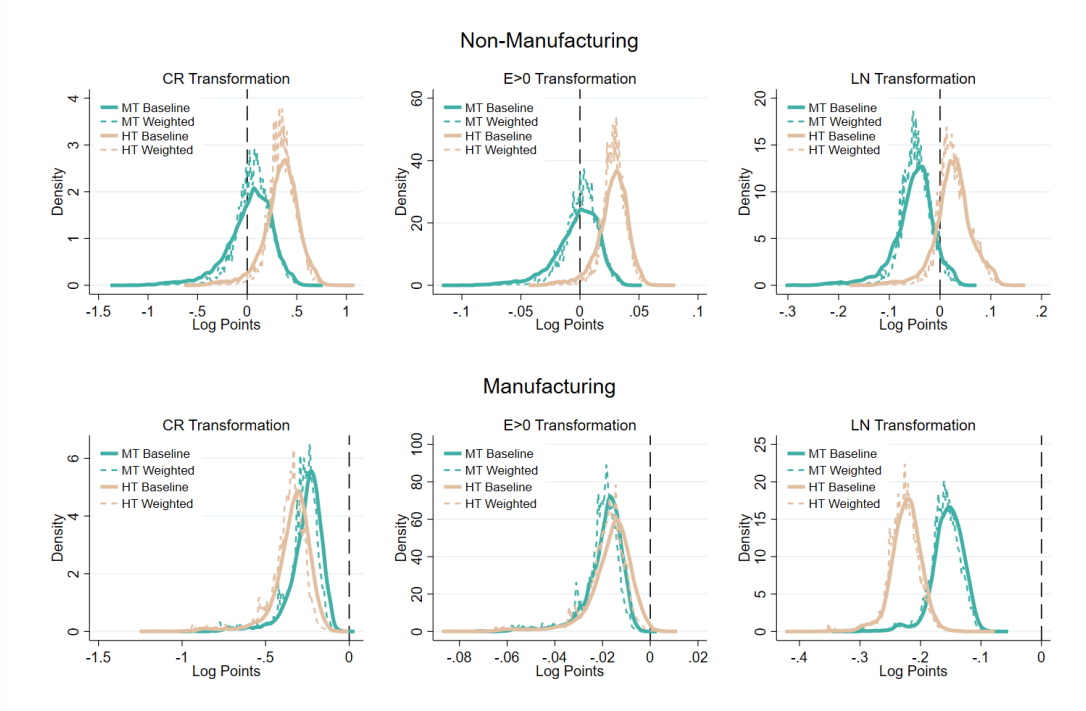 Non-Manufacturing
CR Transformation
MT Baseline
MT Weighted
HT Baseline
HT Weighted
Density
0
1
2
3
4
-1.5 -1 -.5 0 .5 1
Log Points
E>0 Transformation
MT Baseline
MT Weighted
HT Baseline
HT Weighted
Density
0
20
40
60
-.1 -.05 0 .05 .1
Log Points
LN Transformation
MT Baseline
MT Weighted
HT Baseline
HT Weighted
Density
0
5
10
15
20
-.3 -.2 -.1 0 .1 .2
Log Points
Manufacturing
CR Transformation
MT Baseline
MT Weighted
HT Baseline
HT Weighted
Density
0
2
4
6
-1.5 -1 -.5 0
Log Points
E>0 Transformation
MT Baseline
MT Weighted
HT Baseline
HT Weighted
Density
0
20
40
60
80
100
-.08 -.06 -.04 -.02 0 .02
Log Points
LN Transformation
MT Baseline
MT Weighted
HT Baseline
HT Weighted
Density
0
5
10
15
20
25
-.4 -.3 -.2 -.1 0
Log Points